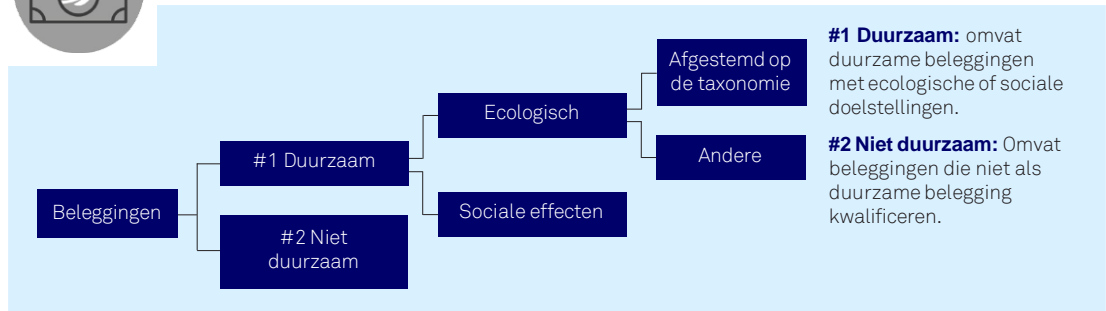 Beleggingen
#1 Duurzaam
#2 Niet
duurzaam
Ecologisch
Sociale effecten
Afgestemd op
de taxonomie
Andere
#1 Duurzaam: omvat
duurzame beleggingen
met ecologische of sociale
doelstellingen.
#2 Niet duurzaam: Omvat
beleggingen die niet als
duurzame belegging
kwalificeren.